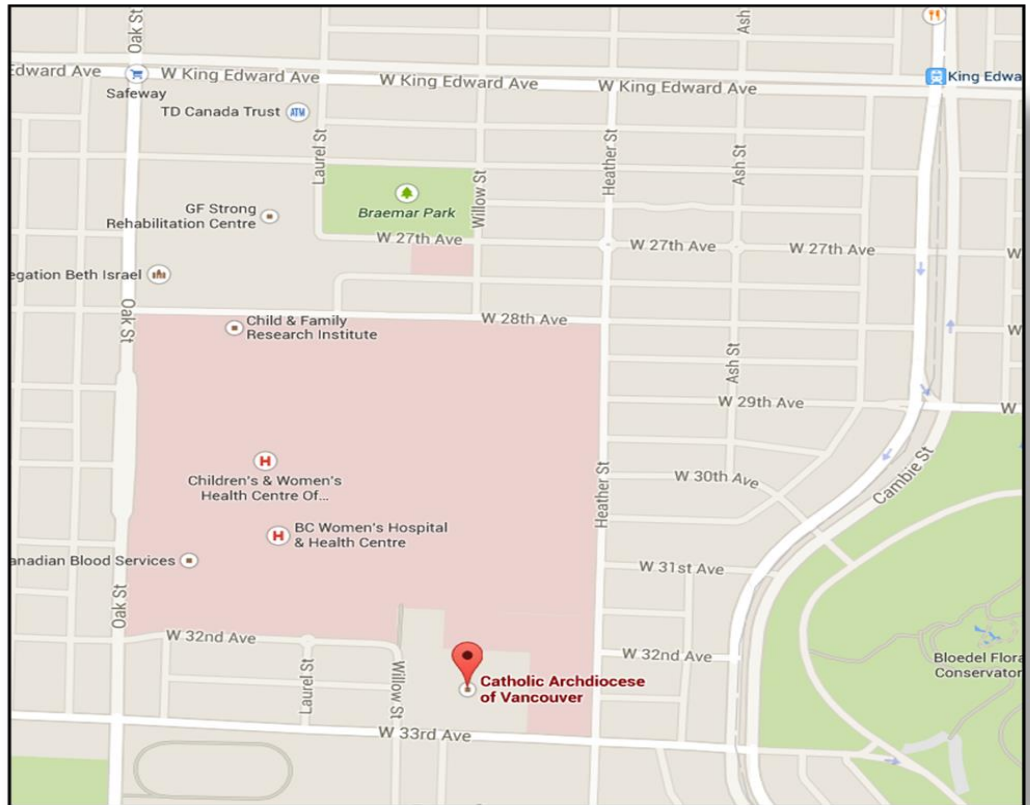 Oak St
Ash
Edward Ave
W King Edward Ave
W King Edward Ave
W King Edward Ave
King Edwa
Safeway
TD Canada Trust
ATM
Laurel St
Heather St
Ash St
Willow St
Braemar Park
GF Strong
Rehabilitation Centre
W 27th Ave
W 27th Ave
W 27th Ave
W
egation Beth Israel
Oak St
Child & Family
Research Institute
W 28th Ave
W
Ash St
W 29th Ave
W
H
Children's & Women's
Health Centre Of...
Heather St
W 30th Ave
Cambie St
H
BC Women's Hospital
& Health Centre
anadian Blood Services
W 31st Ave
Oak St
W 32nd Ave
Laurel St
Willow St
Catholic Archdiocese
of Vancouver
W 32nd Ave
Bloedel Flora
Conservator
W 33rd Ave